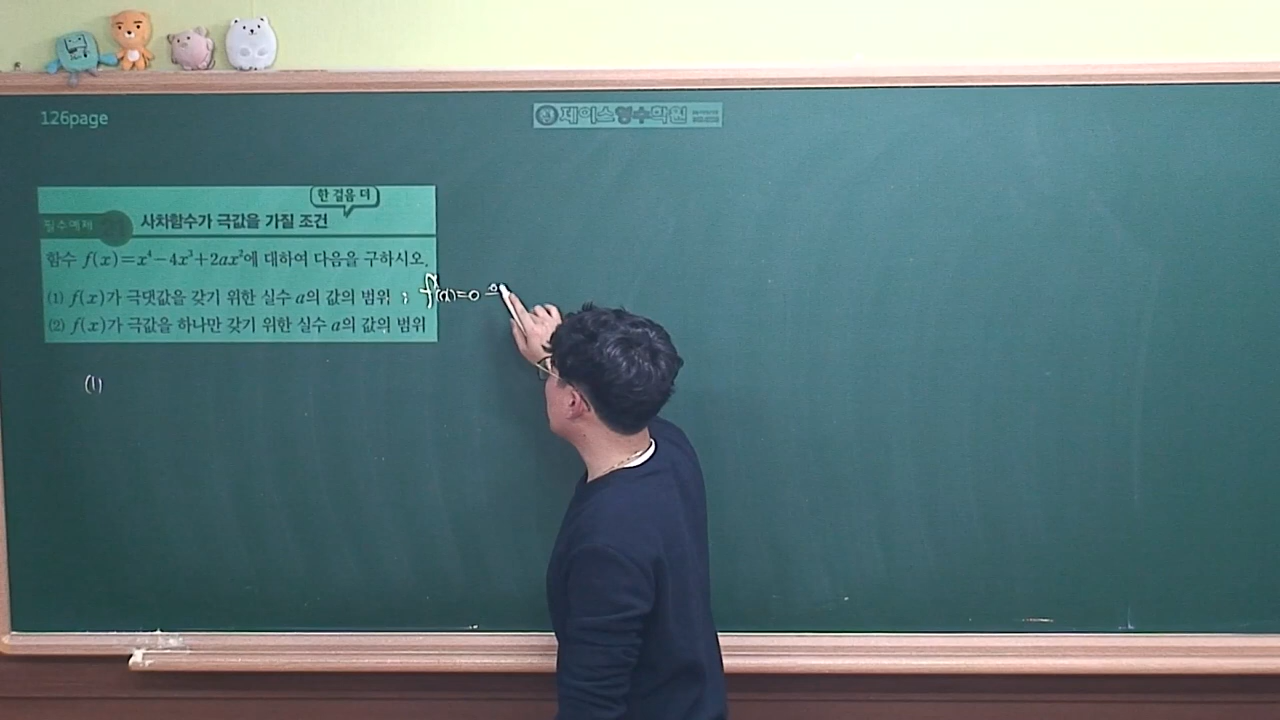 126page
제이스영수학원
한 걸음 더
필수예제
사차함수가 극값을 가질 조건
함수 f(x)=x⁴-4x³+2ax²에 대하여 다음을 구하시오.
(1) f(x)가 극댓값을 갖기 위한 실수 a의 값의 범위 ; f'(x)=0 으
(2) f(x)가 극값을 하나만 갖기 위한 실수 a의 값의 범위
(1)